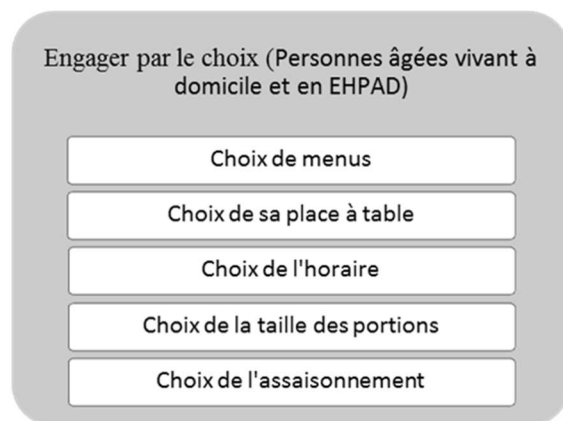 Engager par le choix (Personnes âgées vivant à
domicile et en EHPAD)
Choix de menus
Choix de sa place à table
Choix de l'horaire
Choix de la taille des portions
Choix de l'assaisonnement